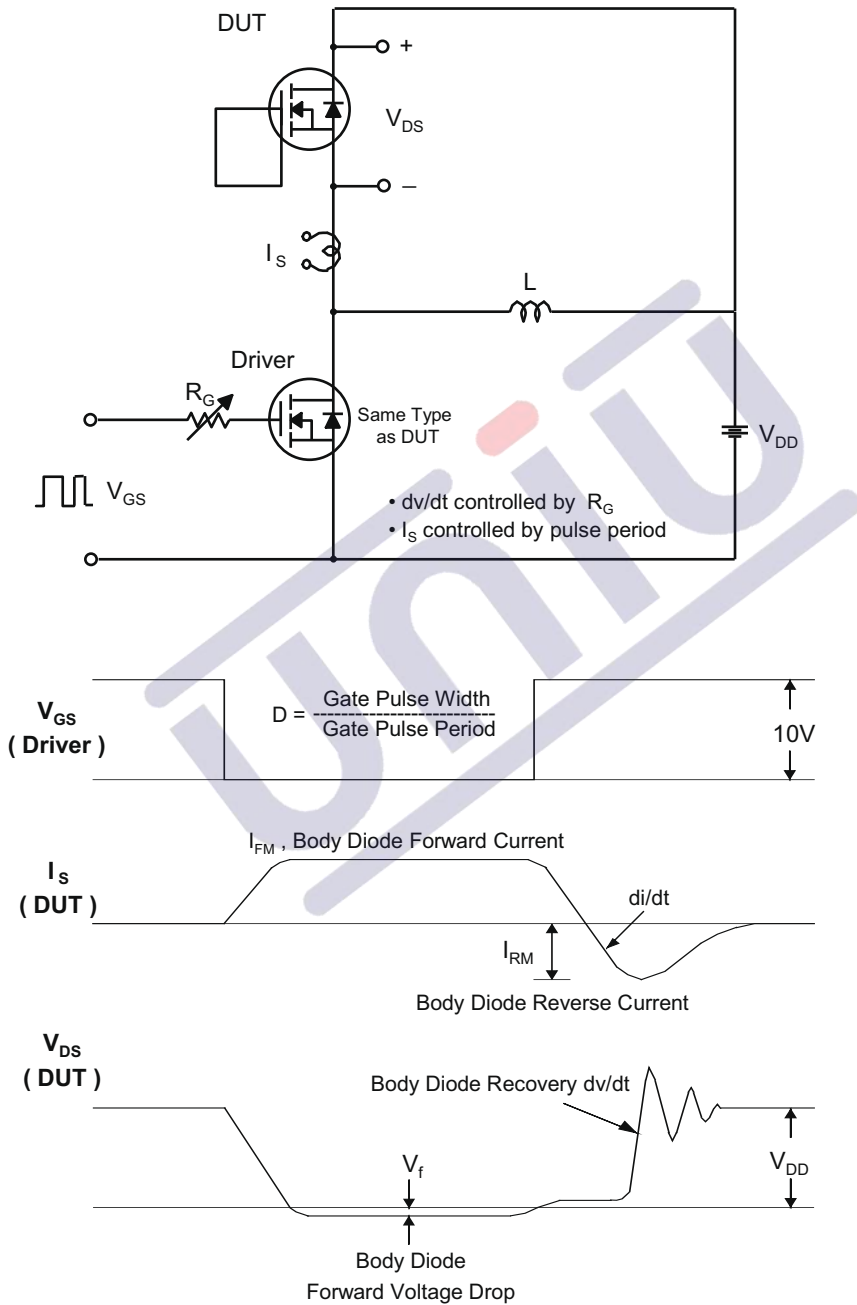 DUT
+
V_DS
–
I_S
L
Driver
R_G
Same Type
as DUT
V_DD
V_GS
• dv/dt controlled by R_G
• I_S controlled by pulse period
uniu
V_GS
( Driver )
D = Gate Pulse Width
Gate Pulse Period
10V
I_FM , Body Diode Forward Current
I_S
( DUT )
di/dt
I_RM
Body Diode Reverse Current
V_DS
( DUT )
Body Diode Recovery dv/dt
V_f
V_DD
Body Diode
Forward Voltage Drop